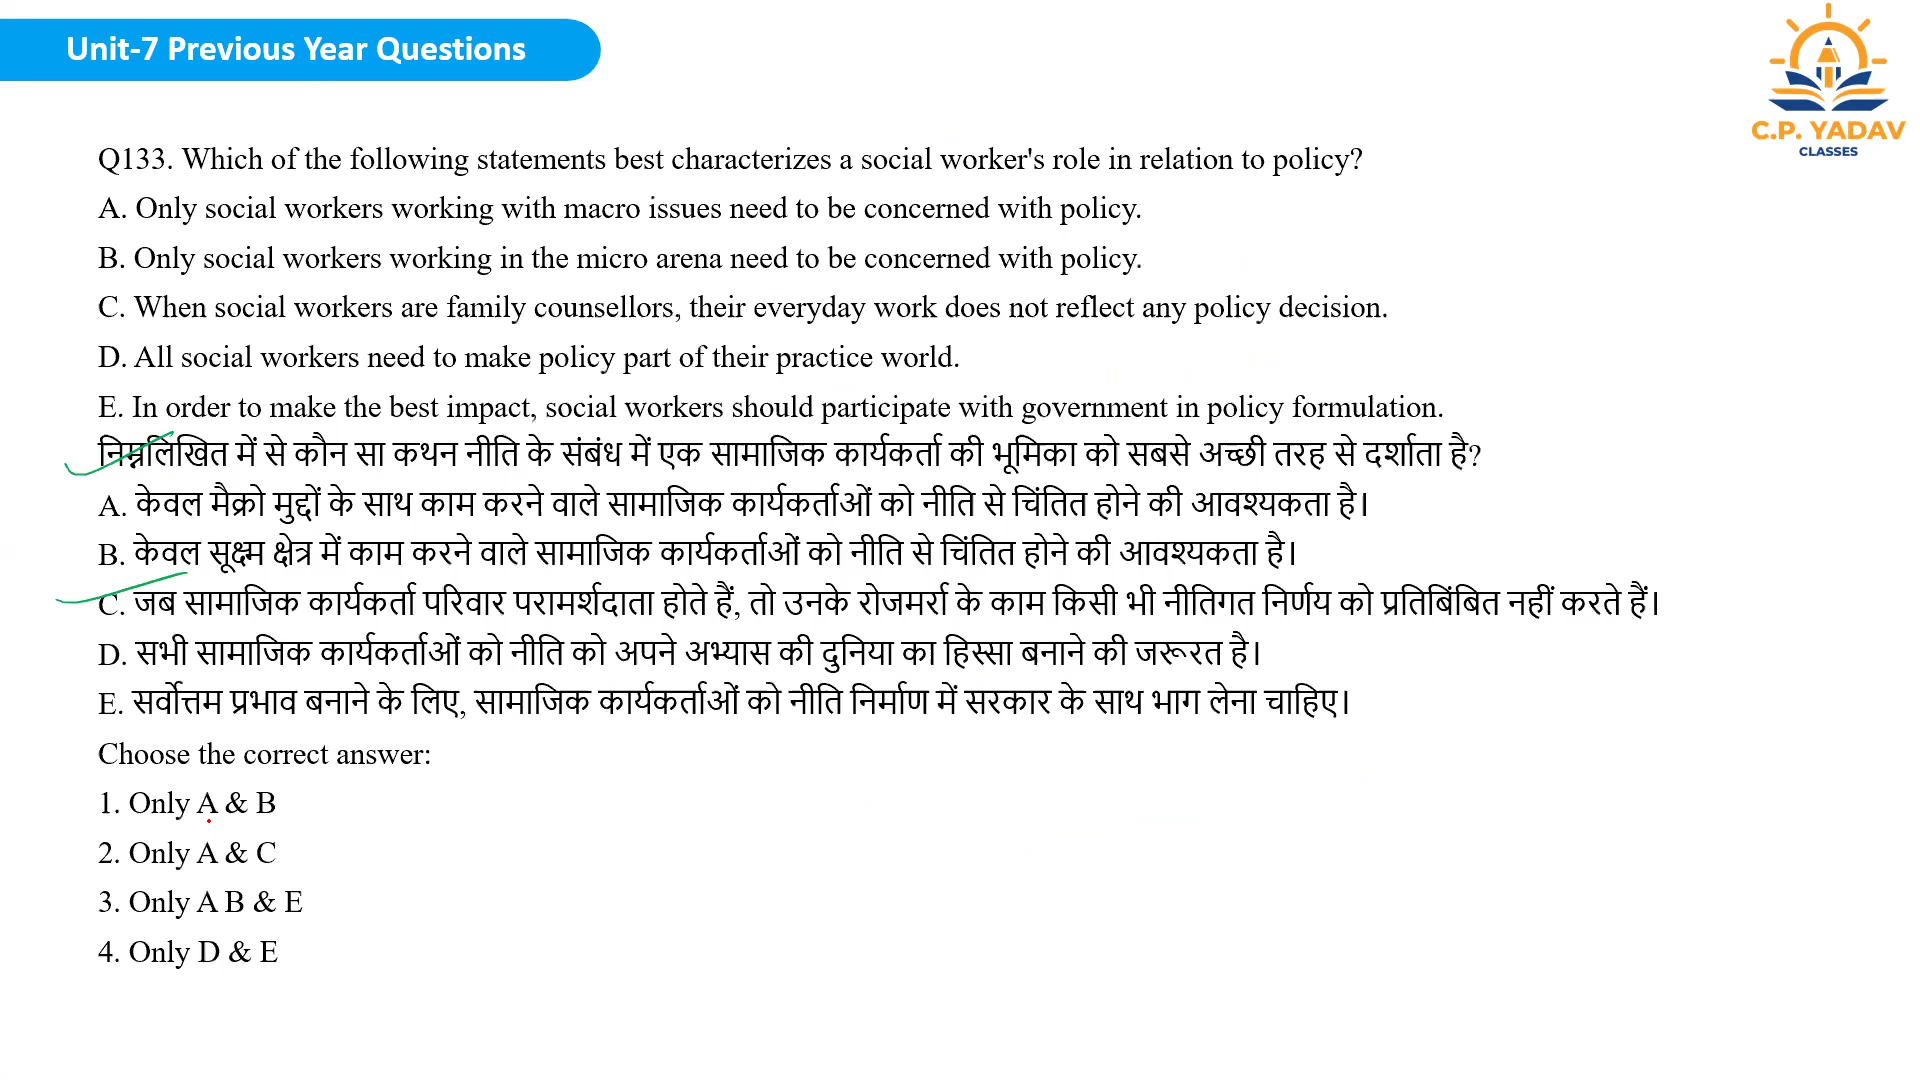 Unit-7 Previous Year Questions
C.P. YADAV
CLASSES
Q133. Which of the following statements best characterizes a social worker's role in relation to policy?
A. Only social workers working with macro issues need to be concerned with policy.
B. Only social workers working in the micro arena need to be concerned with policy.
C. When social workers are family counsellors, their everyday work does not reflect any policy decision.
D. All social workers need to make policy part of their practice world.
E. In order to make the best impact, social workers should participate with government in policy formulation.
निम्नलिखित में से कौन सा कथन नीति के संबंध में एक सामाजिक कार्यकर्ता की भूमिका को सबसे अच्छी तरह से दर्शाता है?
A. केवल मैक्रो मुद्दों के साथ काम करने वाले सामाजिक कार्यकर्ताओं को नीति से चिंतित होने की आवश्यकता है।
B. केवल सूक्ष्म क्षेत्र में काम करने वाले सामाजिक कार्यकर्ताओं को नीति से चिंतित होने की आवश्यकता है।
C. जब सामाजिक कार्यकर्ता परिवार परामर्शदाता होते हैं, तो उनके रोजमर्रा के काम किसी भी नीतिगत निर्णय को प्रतिबिंबित नहीं करते हैं।
D. सभी सामाजिक कार्यकर्ताओं को नीति को अपने अभ्यास की दुनिया का हिस्सा बनाने की जरूरत है।
E. सर्वोत्तम प्रभाव बनाने के लिए, सामाजिक कार्यकर्ताओं को नीति निर्माण में सरकार के साथ भाग लेना चाहिए।
Choose the correct answer:
1. Only A & B
2. Only A & C
3. Only A B & E
4. Only D & E